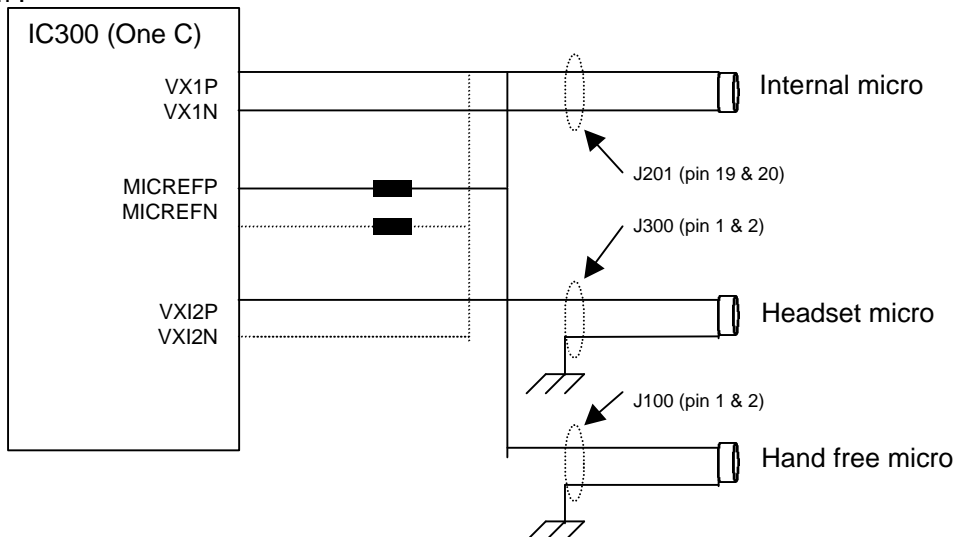 IC300 (One C)
VX1P
VX1N
MICREFP
MICREFN
VXI2P
VXI2N
Internal micro
J201 (pin 19 & 20)
J300 (pin 1 & 2)
Headset micro
J100 (pin 1 & 2)
Hand free micro